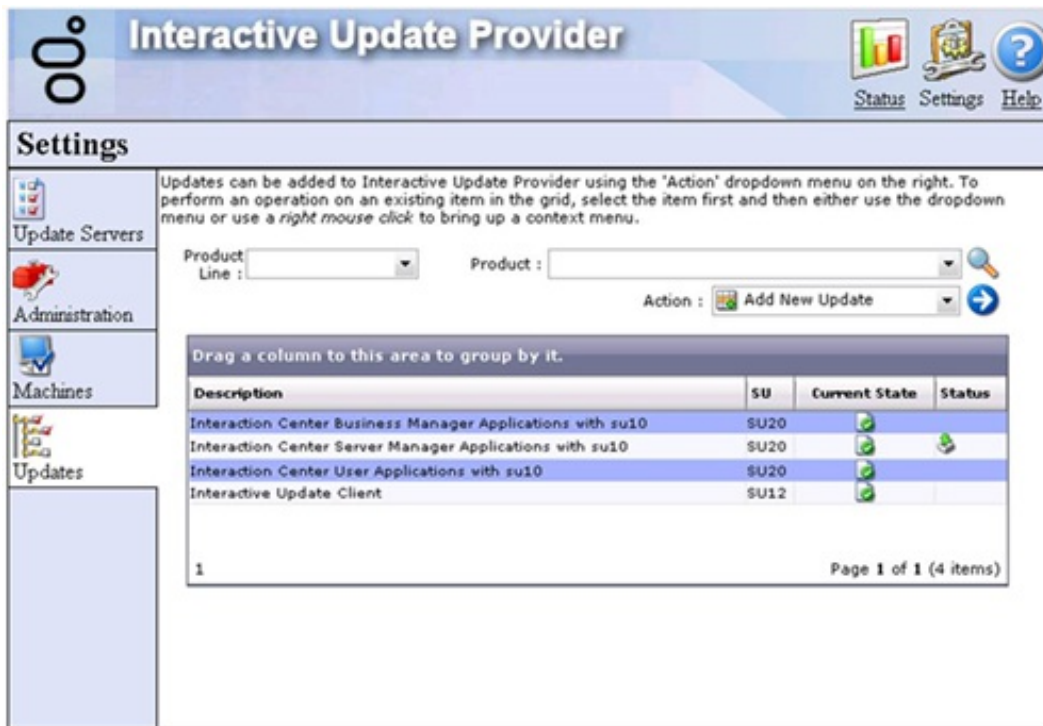 Interactive Update Provider
Status Settings Help
Settings
Update Servers
Administration
Machines
Updates
Updates can be added to Interactive Update Provider using the 'Action' dropdown menu on the right. To
perform an operation on an existing item in the grid, select the item first and then either use the dropdown
menu or use a right mouse click to bring up a context menu.
Product Line :
Product :
Action : Add New Update
Drag a column to this area to group by it.
Description SU Current State Status
Interaction Center Business Manager Applications with su10 SU20
Interaction Center Server Manager Applications with su10 SU20
Interaction Center User Applications with su10 SU20
Interactive Update Client SU12
1 Page 1 of 1 (4 items)